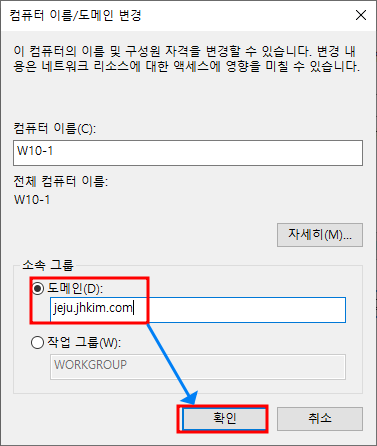 컴퓨터 이름/도메인 변경
이 컴퓨터의 이름 및 구성원 자격을 변경할 수 있습니다. 변경 내
용은 네트워크 리소스에 대한 액세스에 영향을 미칠 수 있습니다.
컴퓨터 이름(C):
W10-1
전체 컴퓨터 이름:
W10-1
자세히(M)...
소속 그룹
도메인(D):
jeju.jhkim.com
작업 그룹(W):
WORKGROUP
확인
취소